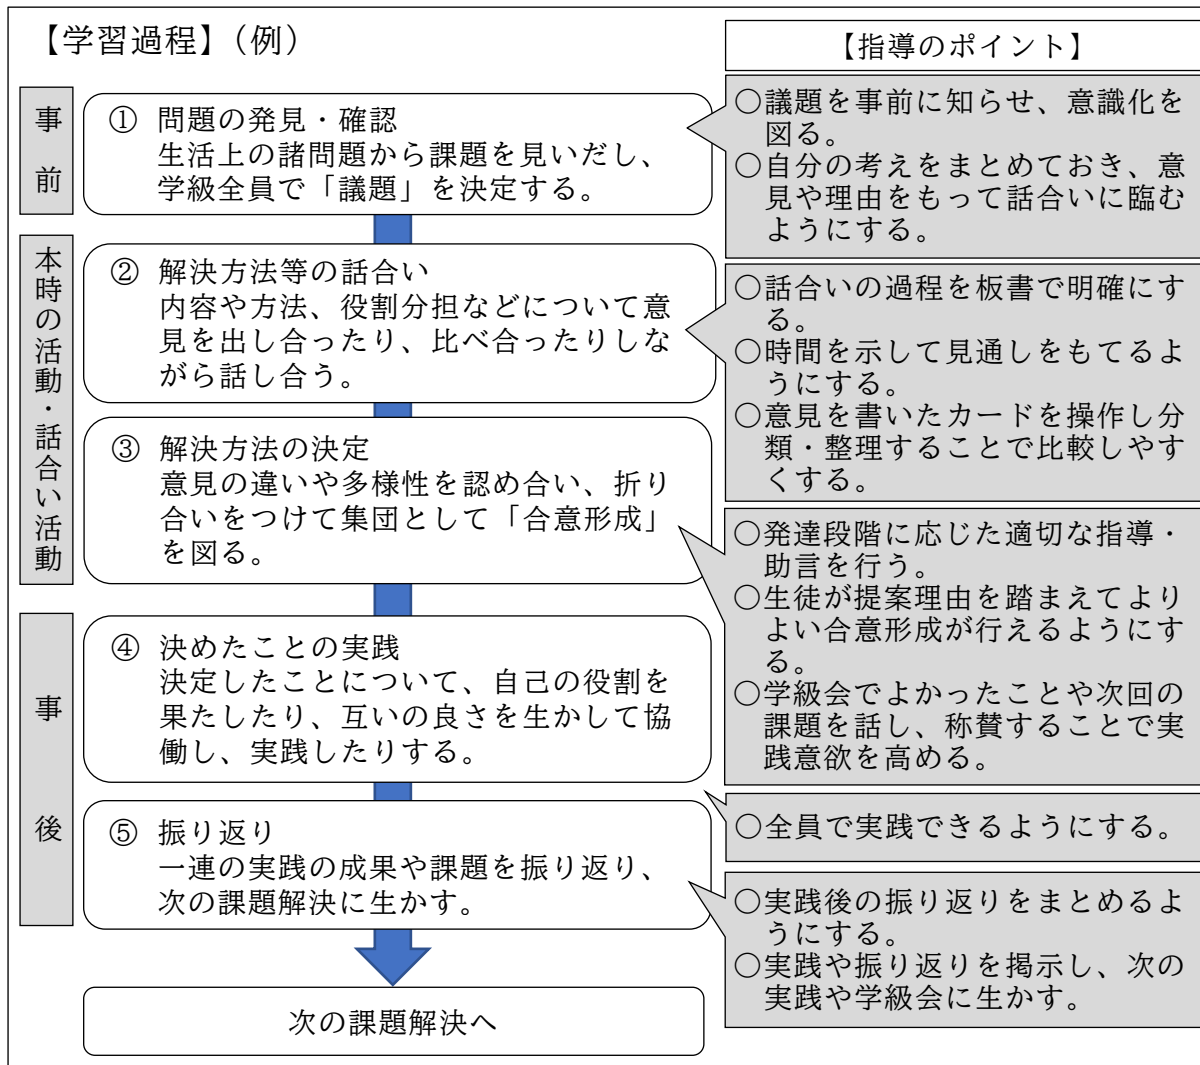 【学習過程】（例）
【指導のポイント】
事前
① 問題の発見・確認
生活上の諸問題から課題を見いだし、
学級全員で「議題」を決定する。
○議題を事前に知らせ、意識化を
図る。
○自分の考えをまとめておき、意
見や理由をもって話合いに臨む
ようにする。
本時の活動・話合い活動
② 解決方法等の話合い
内容や方法、役割分担などについて意
見を出し合ったり、比べ合ったりしな
がら話し合う。
○話合いの過程を板書で明確にす
る。
○時間を示して見通しをもてるよ
うにする。
○意見を書いたカードを操作し分
類・整理することで比較しやす
くする。
③ 解決方法の決定
意見の違いや多様性を認め合い、折り
合いをつけて集団として「合意形成」
を図る。
○発達段階に応じた適切な指導・
助言を行う。
○生徒が提案理由を踏まえてより
よい合意形成が行えるようにす
る。
○学級会でよかったことや次回の
課題を話し、称賛することで実
践意欲を高める。
事後
④ 決めたことの実践
決定したことについて、自己の役割を
果たしたり、互いの良さを生かして協
働し、実践したりする。
○全員で実践できるようにする。
⑤ 振り返り
一連の実践の成果や課題を振り返り、
次の課題解決に生かす。
○実践後の振り返りをまとめるよ
うにする。
○実践や振り返りを掲示し、次の
実践や学級会に生かす。
次の課題解決へ